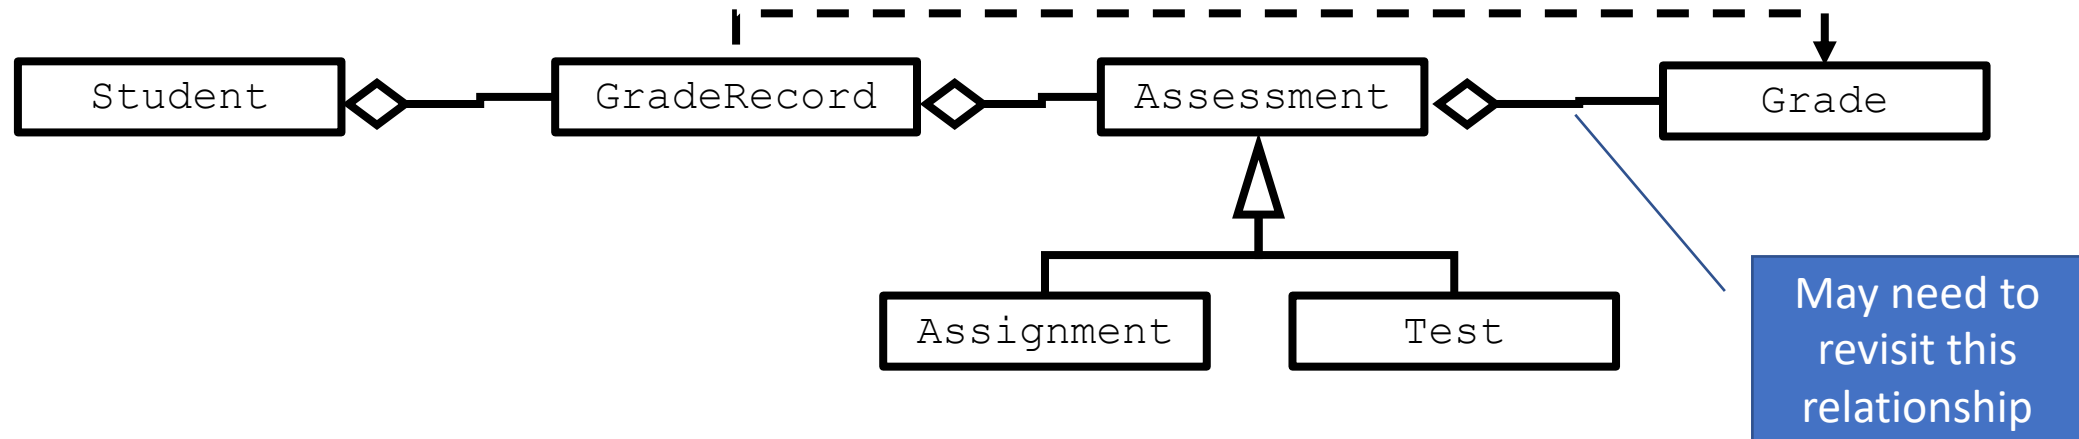 Student
GradeRecord
Assessment
Grade
Assignment
Test
May need to
revisit this
relationship